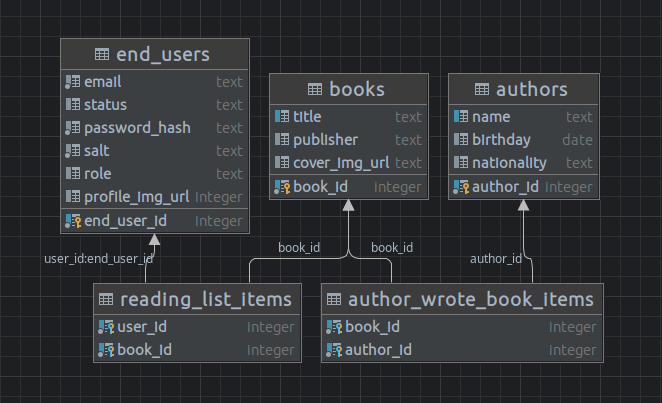 end_users
email text
status text
password_hash text
salt text
role text
profile_img_url Integer
end_user_id Integer
books
title text
publisher text
cover_img_url text
book_id Integer
authors
name text
birthday date
nationality text
author_id Integer
user_id:end_user_id
book_id
book_id
author_id
reading_list_items
user_id Integer
book_id Integer
author_wrote_book_items
book_id Integer
author_id Integer